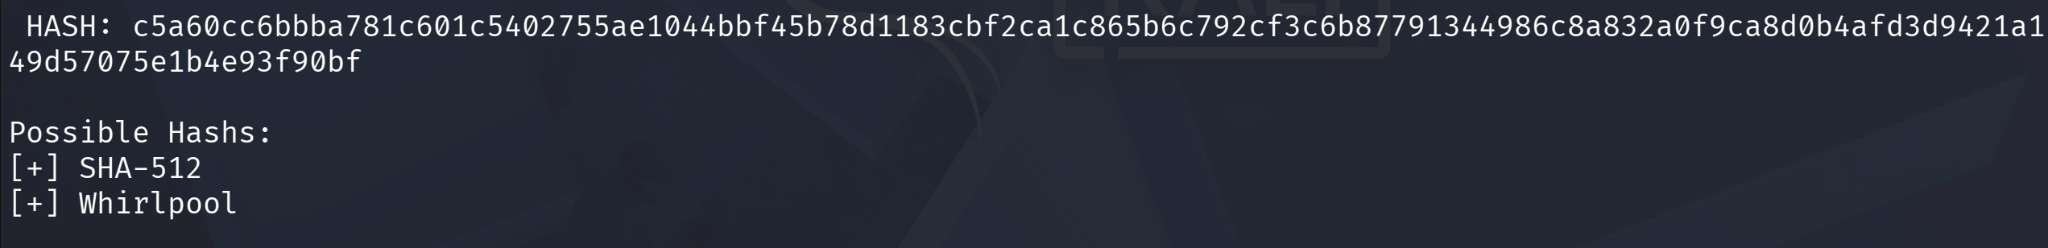 HASH: c5a60cc6bbba781c601c5402755ae1044bbf45b78d1183cbf2ca1c865b6c792cf3c6b87791344986c8a832a0f9ca8d0b4afd3d9421a1
49d57075e1b4e93f90bf
Possible Hashs:
[+] SHA-512
[+] Whirlpool